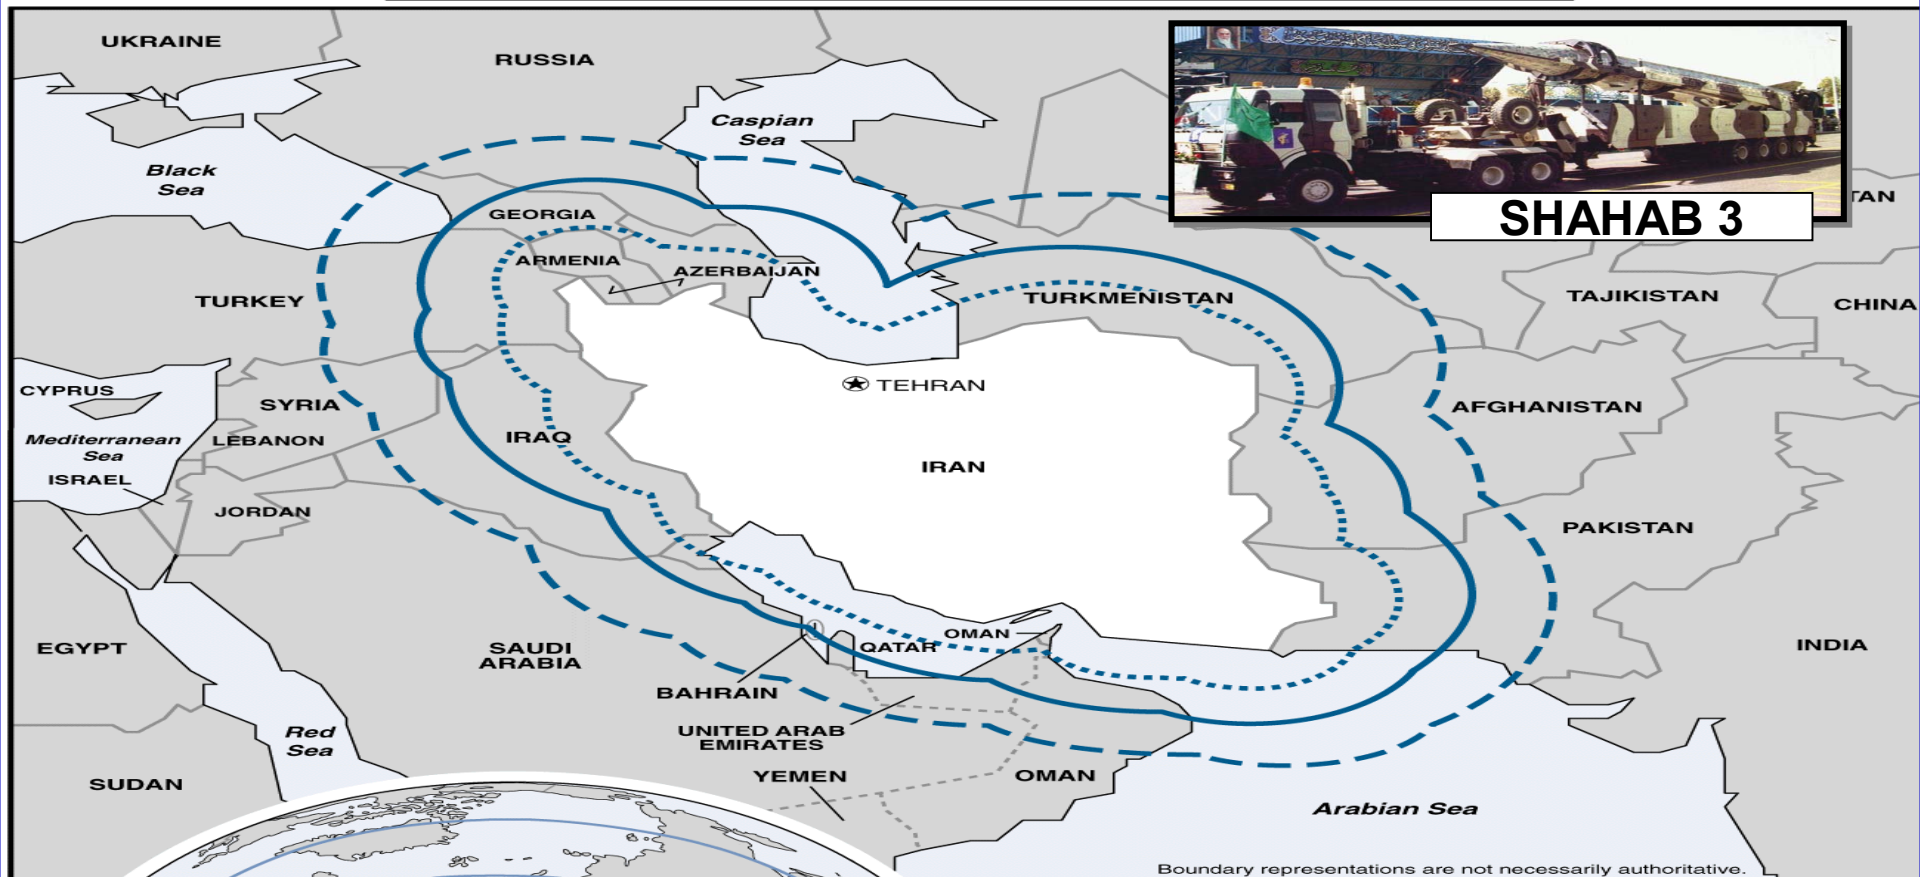 UKRAINE
RUSSIA
Caspian
Sea
Black
Sea
TAN
SHAHAB 3
GEORGIA
ARMENIA
AZERBAIJAN
TURKEY
TURKMENISTAN
TAJIKISTAN
CHINA
TEHRAN
CYPRUS
SYRIA
AFGHANISTAN
Mediterranean
Sea
LEBANON
IRAQ
IRAN
ISRAEL
JORDAN
PAKISTAN
EGYPT
SAUDI
ARABIA
OMAN
QATAR
INDIA
BAHRAIN
UNITED ARAB
EMIRATES
Red
Sea
YEMEN
OMAN
SUDAN
Arabian Sea
Boundary representations are not necessarily authoritative.